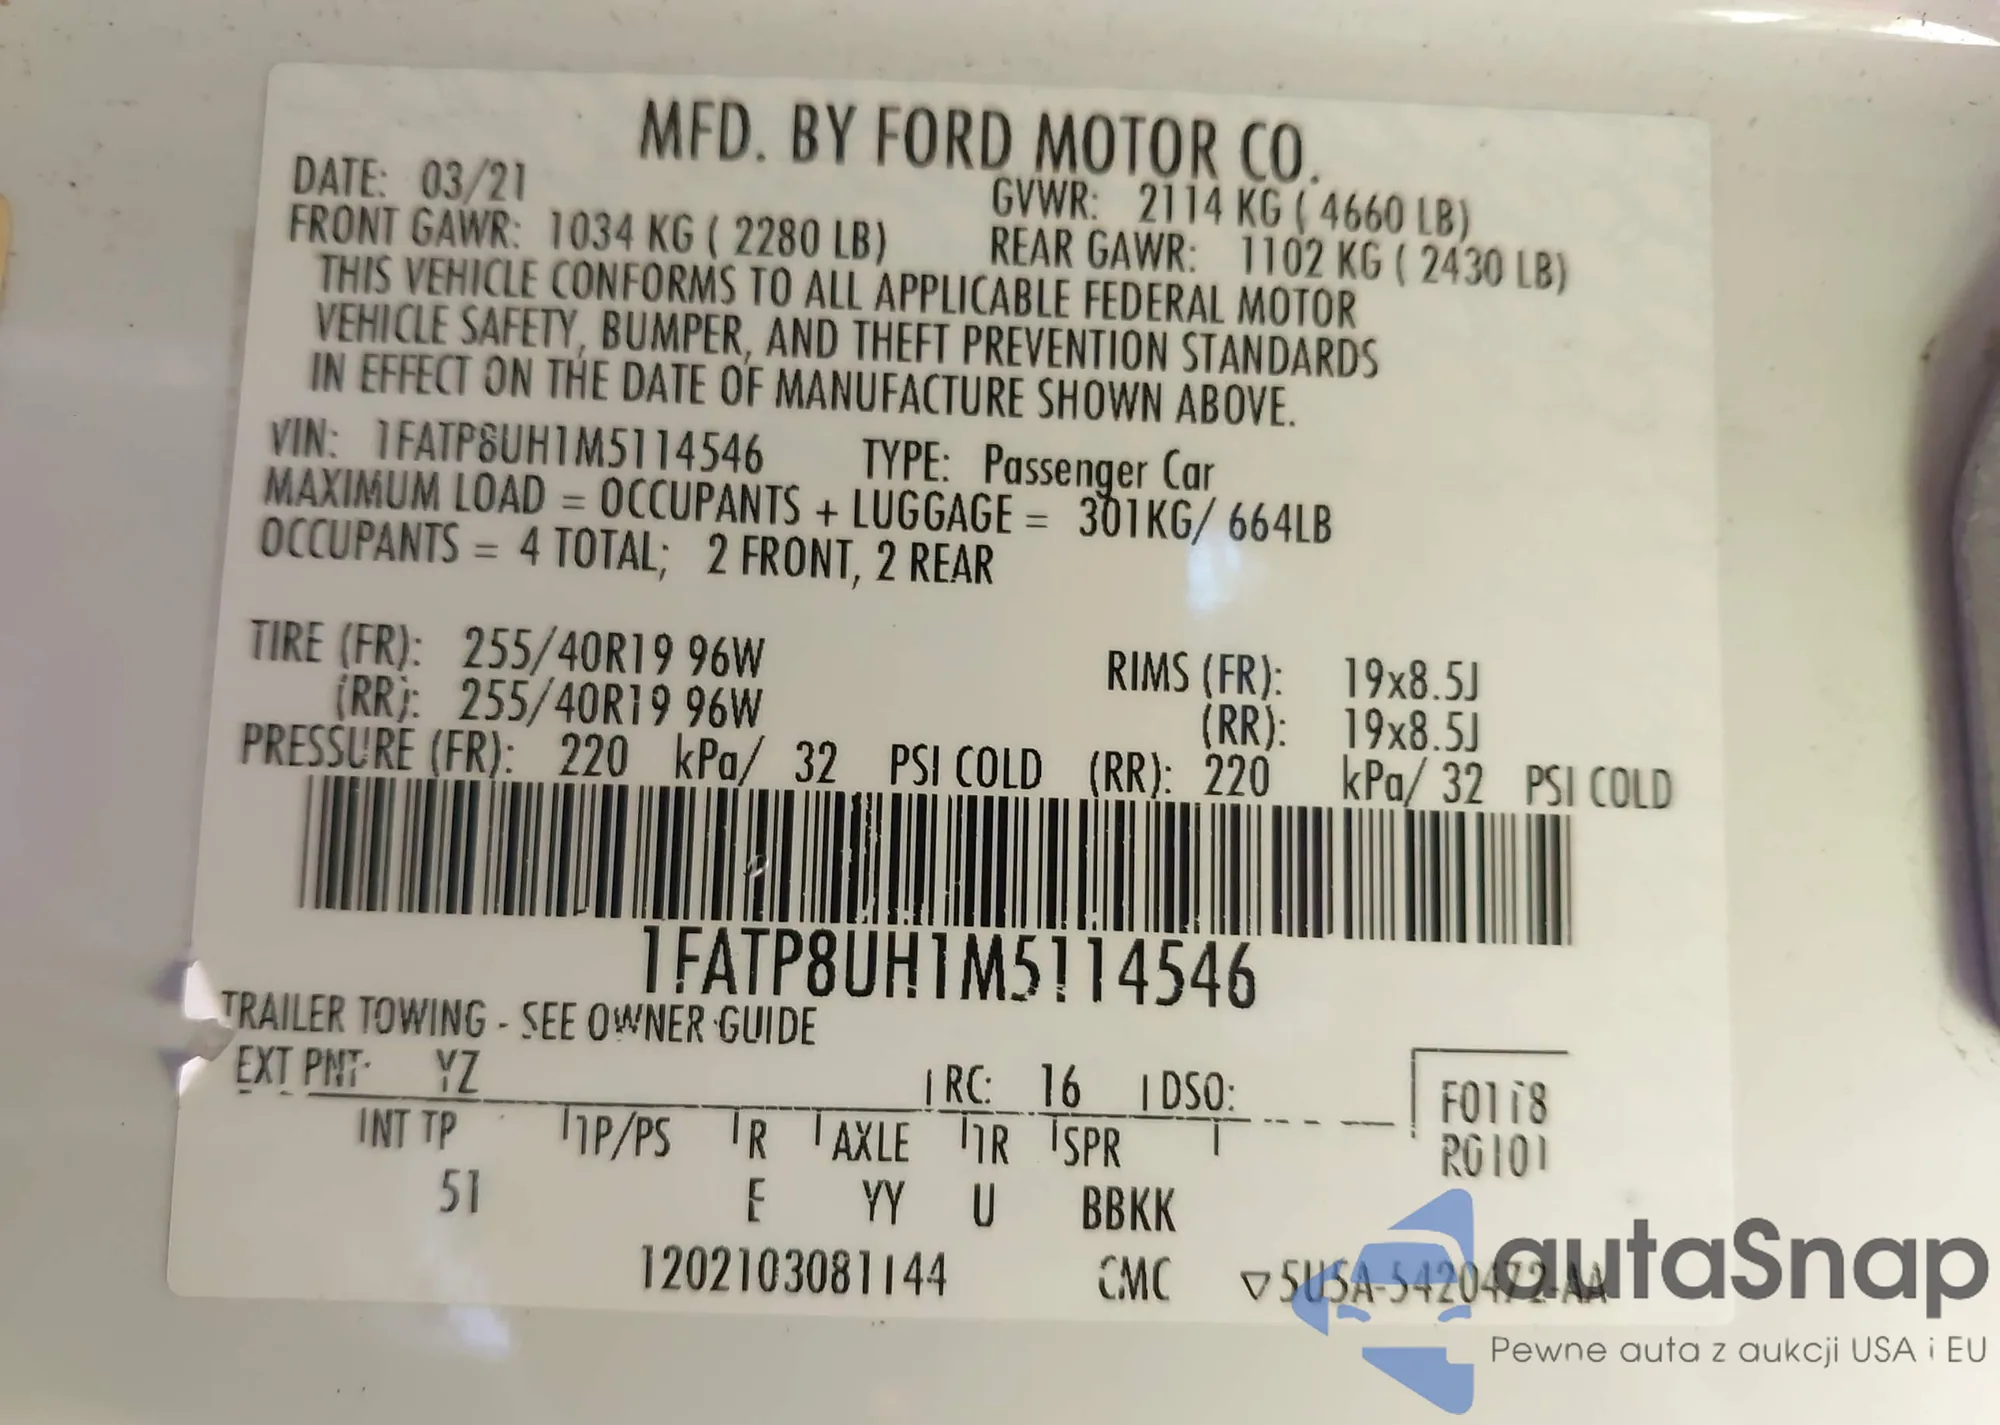 MFD. BY FORD MOTOR CO.
DATE: 03/21 GVWR: 2114 KG ( 4660 LB)
FRONT GAWR: 1034 KG ( 2280 LB) REAR GAWR: 1102 KG ( 2430 LB)
THIS VEHICLE CONFORMS TO ALL APPLICABLE FEDERAL MOTOR
VEHICLE SAFETY, BUMPER, AND THEFT PREVENTION STANDARDS
IN EFFECT ON THE DATE OF MANUFACTURE SHOWN ABOVE.
VIN: 1FATP8UH1M5114546 TYPE: Passenger Car
MAXIMUM LOAD = OCCUPANTS + LUGGAGE = 301KG/ 664LB
OCCUPANTS = 4 TOTAL; 2 FRONT, 2 REAR
TIRE (FR): 255/40R19 96W RIMS (FR): 19x8.5J
(RR): 255/40R19 96W (RR): 19x8.5J
PRESSURE (FR): 220 kPa/ 32 PSI COLD (RR): 220 kPa/ 32 PSI COLD
1FATP8UH1M5114546
TRAILER TOWING - SEE OWNER GUIDE
EXT PNT: YZ RC: 16 DSO:
INT TP TP/PS R AXLE TR SPR
51 E YY U BBKK
1202103081144 CMC ▽5U5A-5420472-AA
autaSnap
Pewne auta z aukcji USA i EU